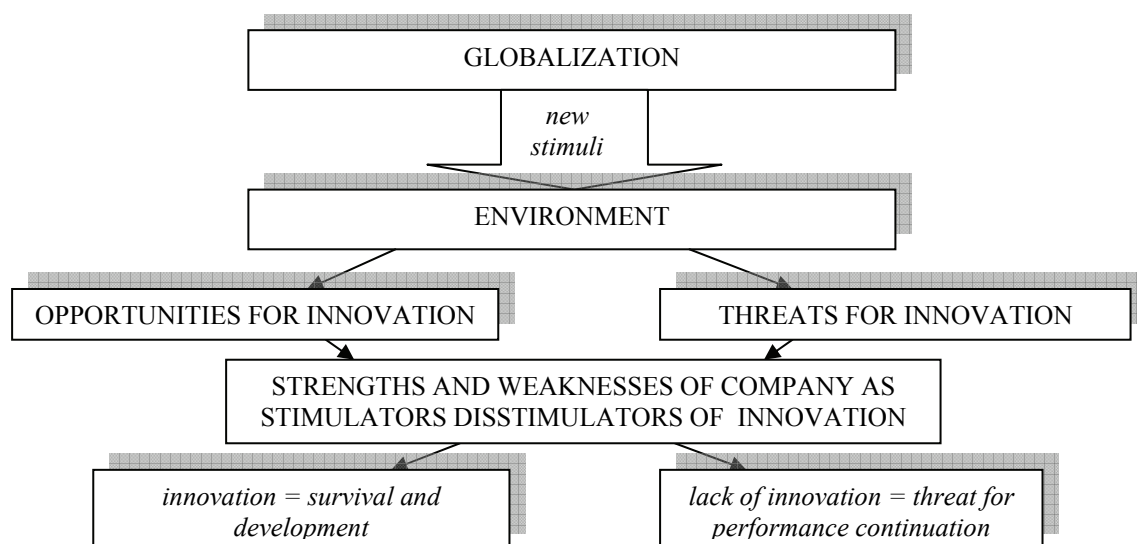 GLOBALIZATION
new
stimuli
ENVIRONMENT
OPPORTUNITIES FOR INNOVATION
THREATS FOR INNOVATION
STRENGTHS AND WEAKNESSES OF COMPANY AS
STIMULATORS DISSTIMULATORS OF INNOVATION
innovation = survival and
development
lack of innovation = threat for
performance continuation